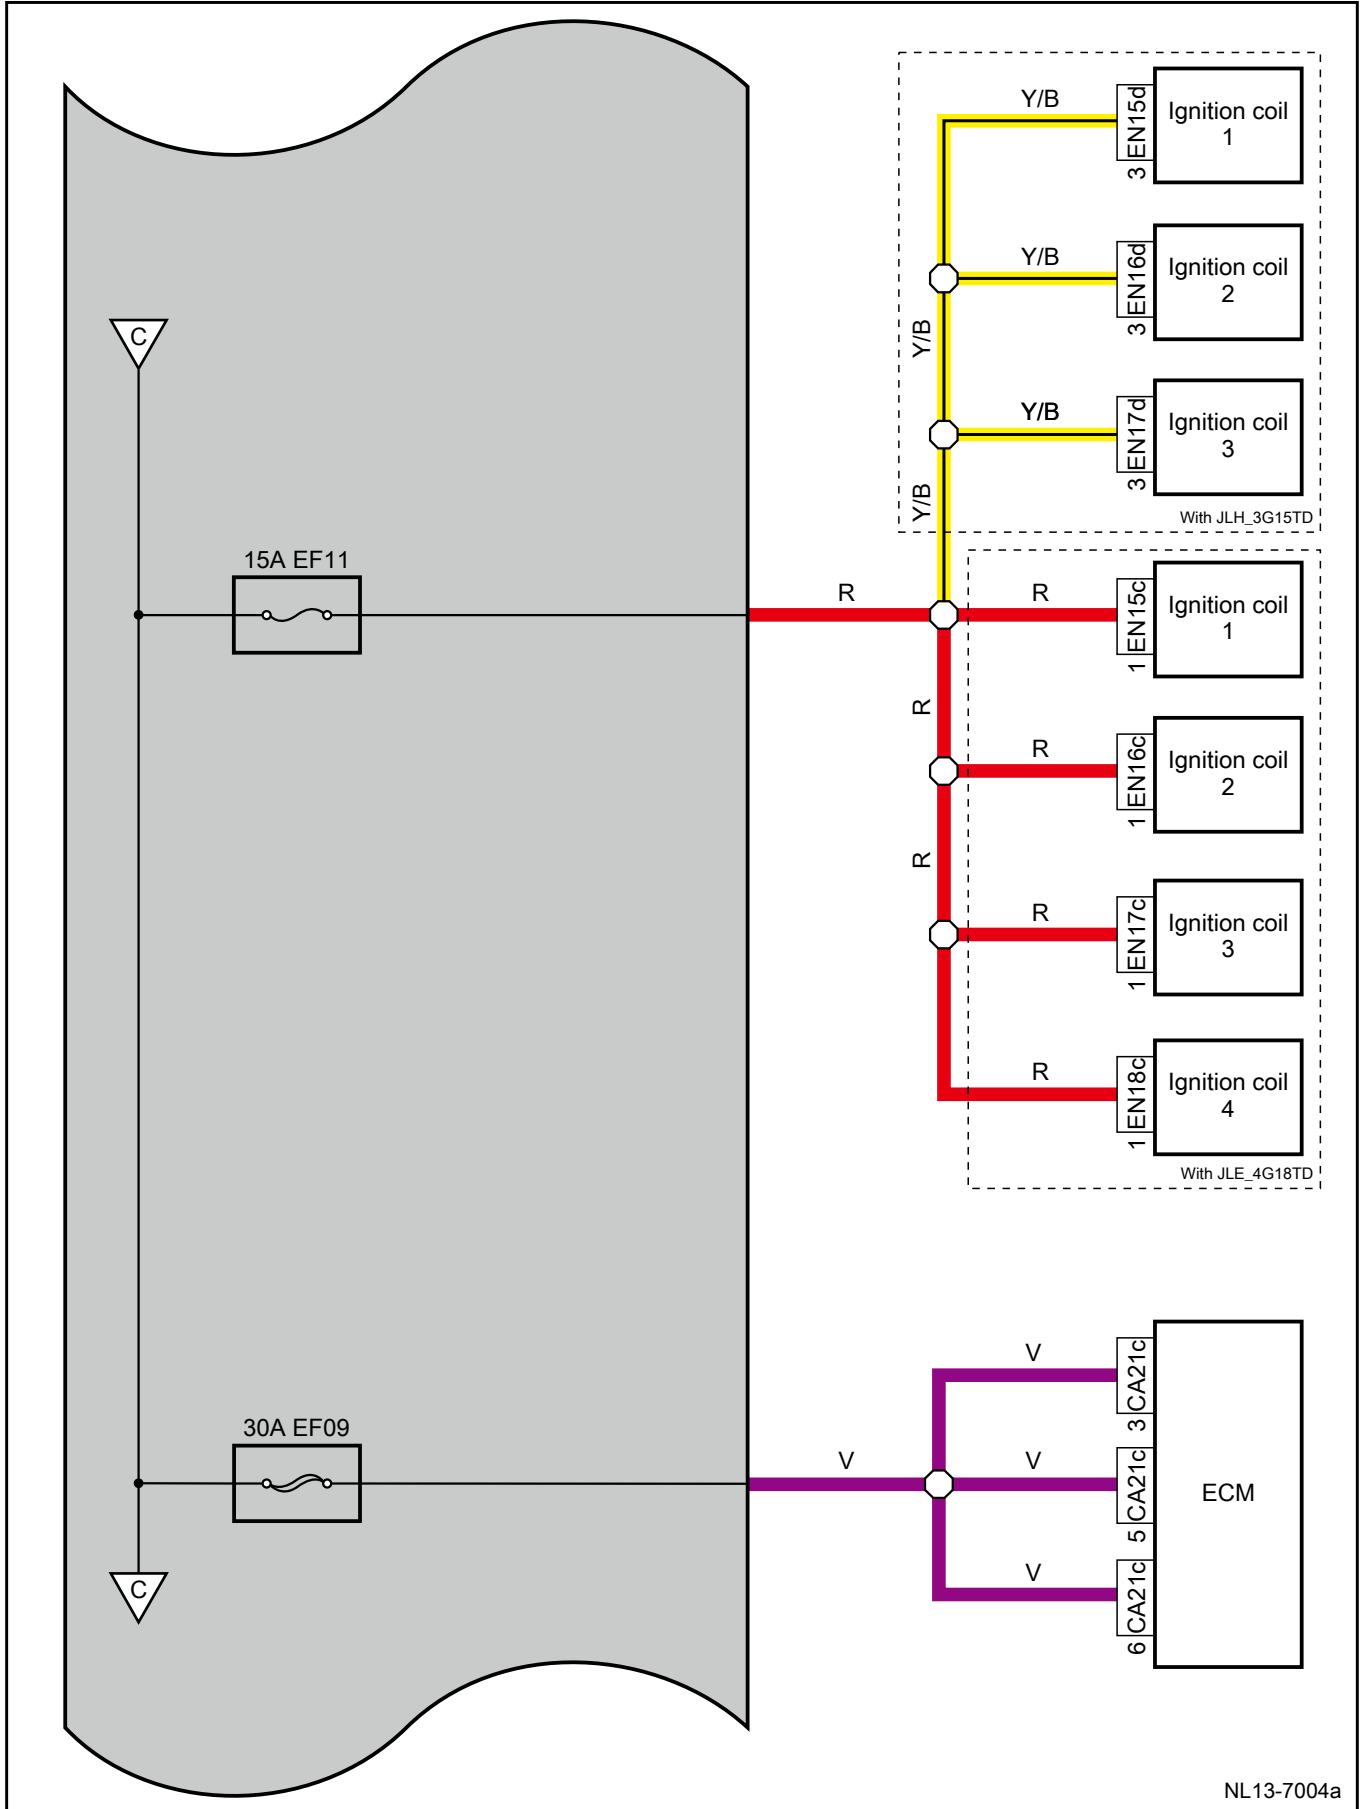 Y/B
3 EN15d
Ignition coil
1
Y/B
3 EN16d
Ignition coil
2
C
Y/B
Y/B
3 EN17d
Ignition coil
3
Y/B
With JLH_3G15TD
15A EF11
R
R
1 EN15c
Ignition coil
1
R
R
1 EN16c
Ignition coil
2
R
R
1 EN17c
Ignition coil
3
R
1 EN18c
Ignition coil
4
With JLE_4G18TD
V
3 CA21c
30A EF09
V
V
5 CA21c
ECM
C
V
6 CA21c
NL13-7004a